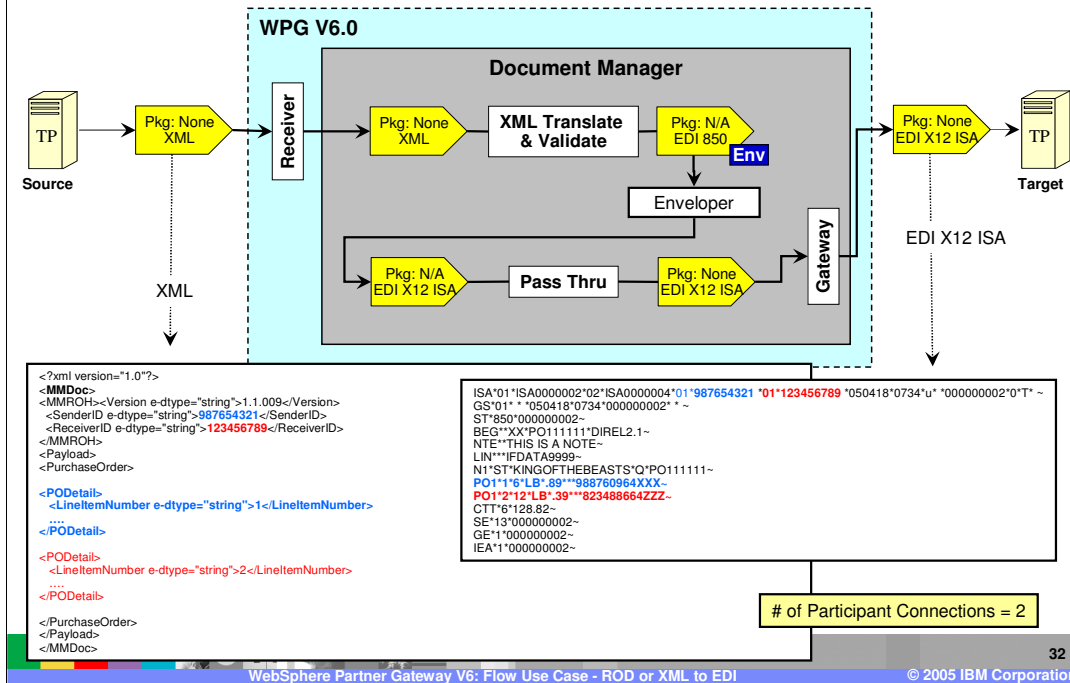 WPG V6.0
Document Manager
TP
Source
Pkg: None
XML
Receiver
Pkg: None
XML
XML Translate
& Validate
Pkg: N/A
EDI 850
Env
Enveloper
Pkg: N/A
EDI X12 ISA
Pass Thru
Pkg: None
EDI X12 ISA
Gateway
Pkg: None
EDI X12 ISA
TP
Target
XML
EDI X12 ISA
<?xml version="1.0"?>
<MMDoc>
<MMROH><Version e-dtype="string">1.1.009</Version>
<SenderID e-dtype="string">987654321</SenderID>
<ReceiverID e-dtype="string">123456789</ReceiverID>
</MMROH>
<Payload>
<PurchaseOrder>
<PODetail>
<LineItemNumber e-dtype="string">1</LineItemNumber>
....
</PODetail>
<PODetail>
<LineItemNumber e-dtype="string">2</LineItemNumber>
....
</PODetail>
</PurchaseOrder>
</Payload>
</MMDoc>
ISA*01*ISA0000002*02*ISA0000004*01*987654321 *01*123456789 *050418*0734*u* *000000002*0*T* ~
GS*01* * *050418*0734*000000002* * ~
ST*850*000000002~
BEG**XX*PO111111*DIREL2.1~
NTE**THIS IS A NOTE~
LIN***IFDATA9999~
N1*ST*KINGOFTHEBEASTS*Q*PO111111~
PO1*1*6*LB*.89***988760964XXX~
PO1*2*12*LB*.39***823488664ZZZ~
CTT*6*128.82~
SE*13*000000002~
GE*1*000000002~
IEA*1*000000002~
# of Participant Connections = 2
32
WebSphere Partner Gateway V6: Flow Use Case - ROD or XML to EDI
© 2005 IBM Corporation